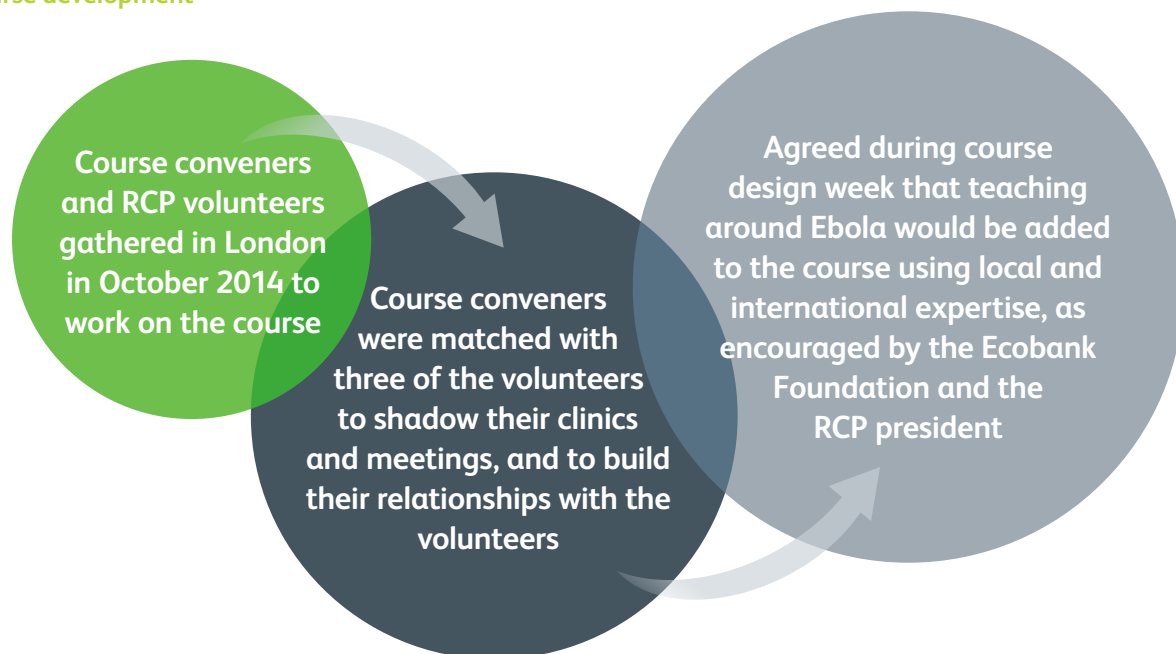 development
Course conveners
and RCP volunteers
gathered in London
in October 2014 to
work on the course
Course conveners
were matched with
three of the volunteers
to shadow their clinics
and meetings, and to build
their relationships with the
volunteers
Agreed during course
design week that teaching
around Ebola would be added
to the course using local and
international expertise, as
encouraged by the Ecobank
Foundation and the
RCP president